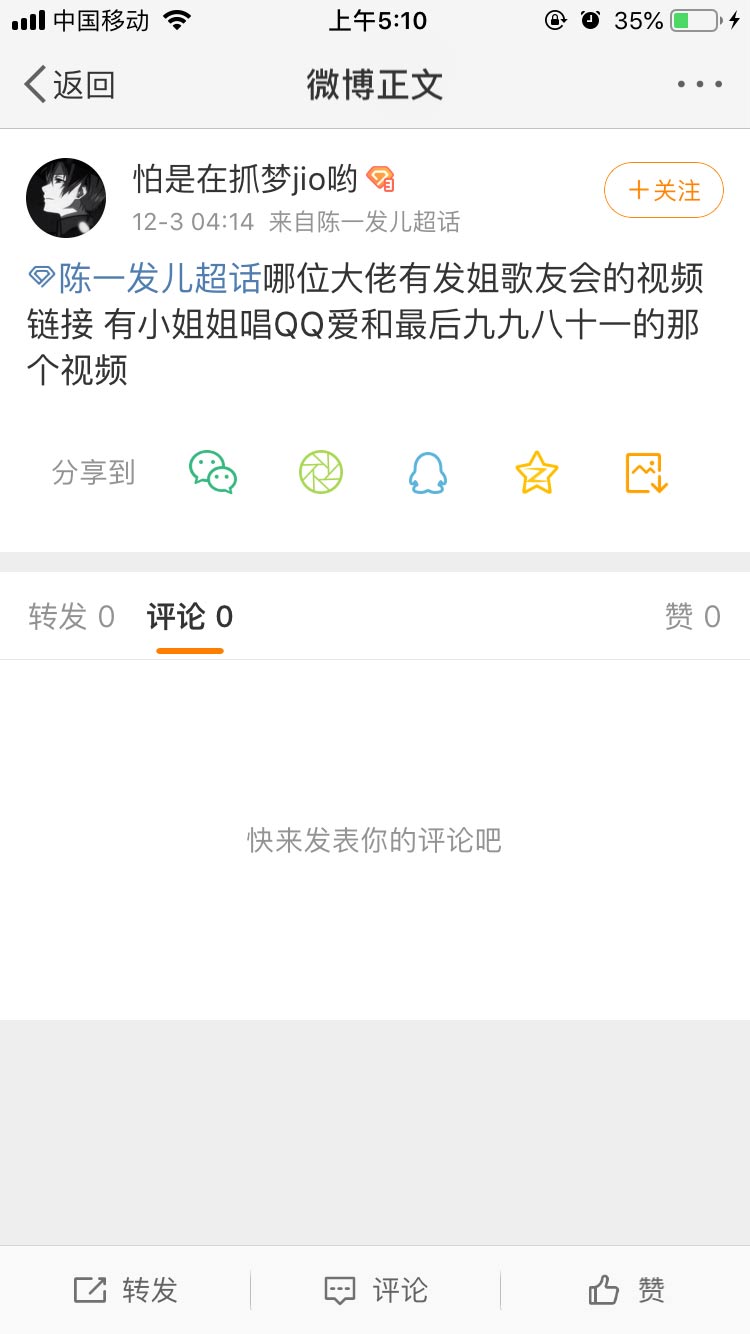 中国移动 上午5:10 35%
返回 微博正文
怕是在抓梦jio哟 3
12-3 04:14 来自陈一发儿超话
+关注
陈一发儿超话哪位大佬有发姐歌友会的视频
链接 有小姐姐唱QQ爱和最后九九八十一的那
个视频
分享到
转发 0 评论 0 赞 0
快来发表你的评论吧
转发 评论 赞